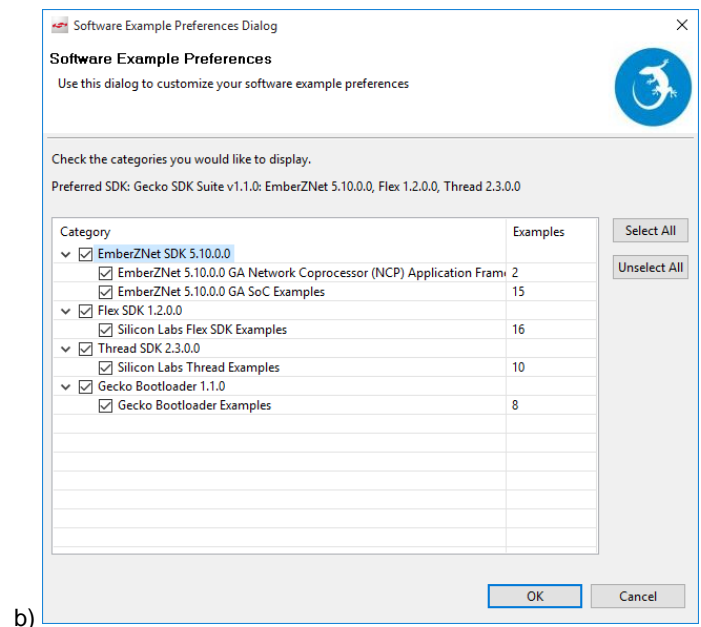 Software Example Preferences Dialog
Software Example Preferences
Use this dialog to customize your software example preferences
Check the categories you would like to display.
Preferred SDK: Gecko SDK Suite v1.1.0: EmberZNet 5.10.0.0, Flex 1.2.0.0, Thread 2.3.0.0
Category Examples Select All
EmberZNet SDK 5.10.0.0
EmberZNet 5.10.0.0 GA Network Coprocessor (NCP) Application Frame 2 Unselect All
EmberZNet 5.10.0.0 GA SoC Examples 15
Flex SDK 1.2.0.0
Silicon Labs Flex SDK Examples 16
Thread SDK 2.3.0.0
Silicon Labs Thread Examples 10
Gecko Bootloader 1.1.0
Gecko Bootloader Examples 8
OK Cancel
b)